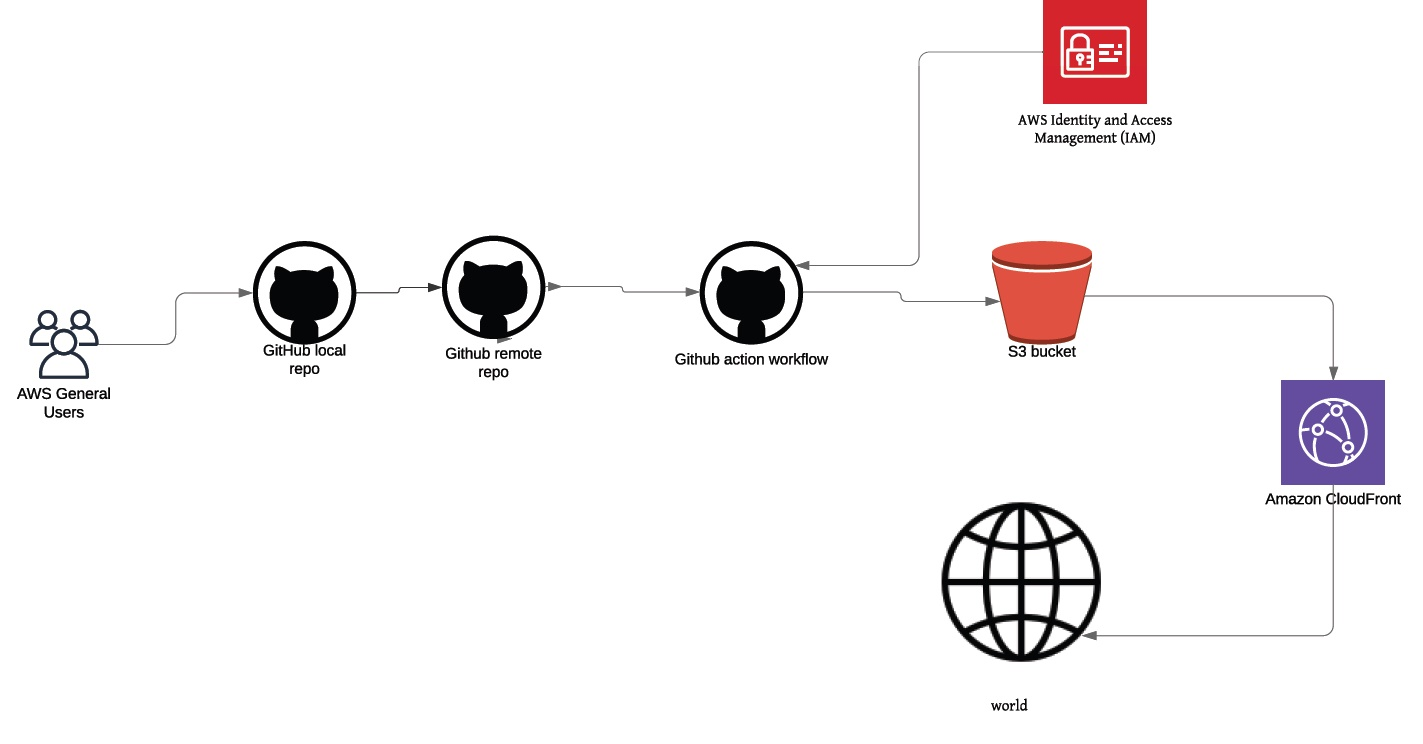 AWS Identity and Access
Management (IAM)
GitHub local
repo
Github remote
repo
Github action workflow
S3 bucket
AWS General
Users
Amazon CloudFront
world